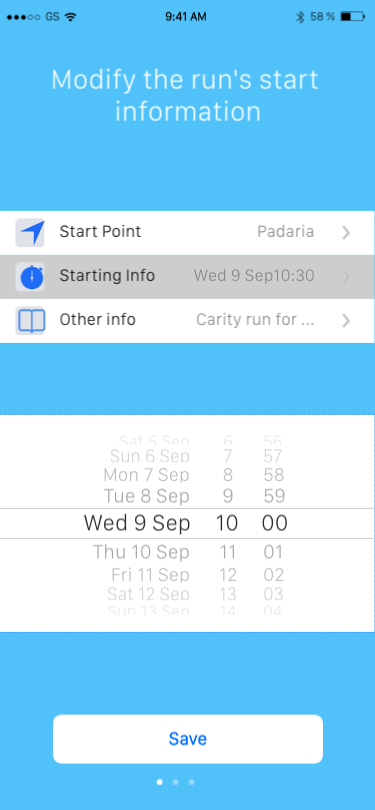 GS 9:41 AM 58 %
Modify the run's start
information
Start Point Padaria
Starting Info Wed 9 Sep10:30
Other info Carity run for ...
Sat 5 Sep 6 56
Sun 6 Sep 7 57
Mon 7 Sep 8 58
Tue 8 Sep 9 59
Wed 9 Sep 10 00
Thu 10 Sep 11 01
Fri 11 Sep 12 02
Sat 12 Sep 13 03
Sun 13 Sep 14 04
Save